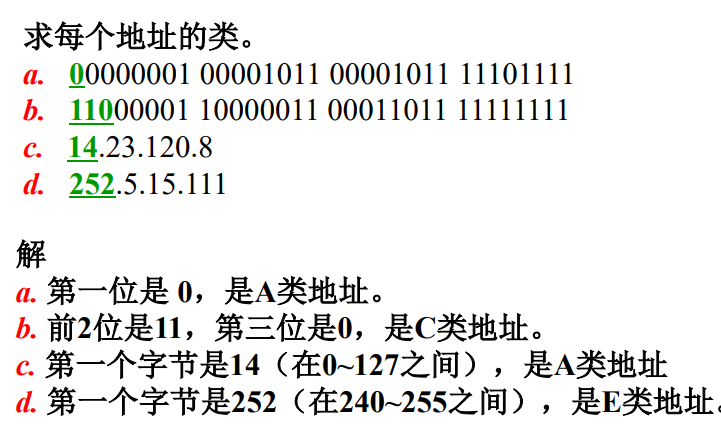 求每个地址的类。
a. 00000001 00001011 00001011 11101111
b. 11000001 10000011 00011011 11111111
c. 14.23.120.8
d. 252.5.15.111
解
a. 第一位是 0，是A类地址。
b. 前2位是11，第三位是0，是C类地址。
c. 第一个字节是14（在0~127之间），是A类地址
d. 第一个字节是252（在240~255之间），是E类地址.